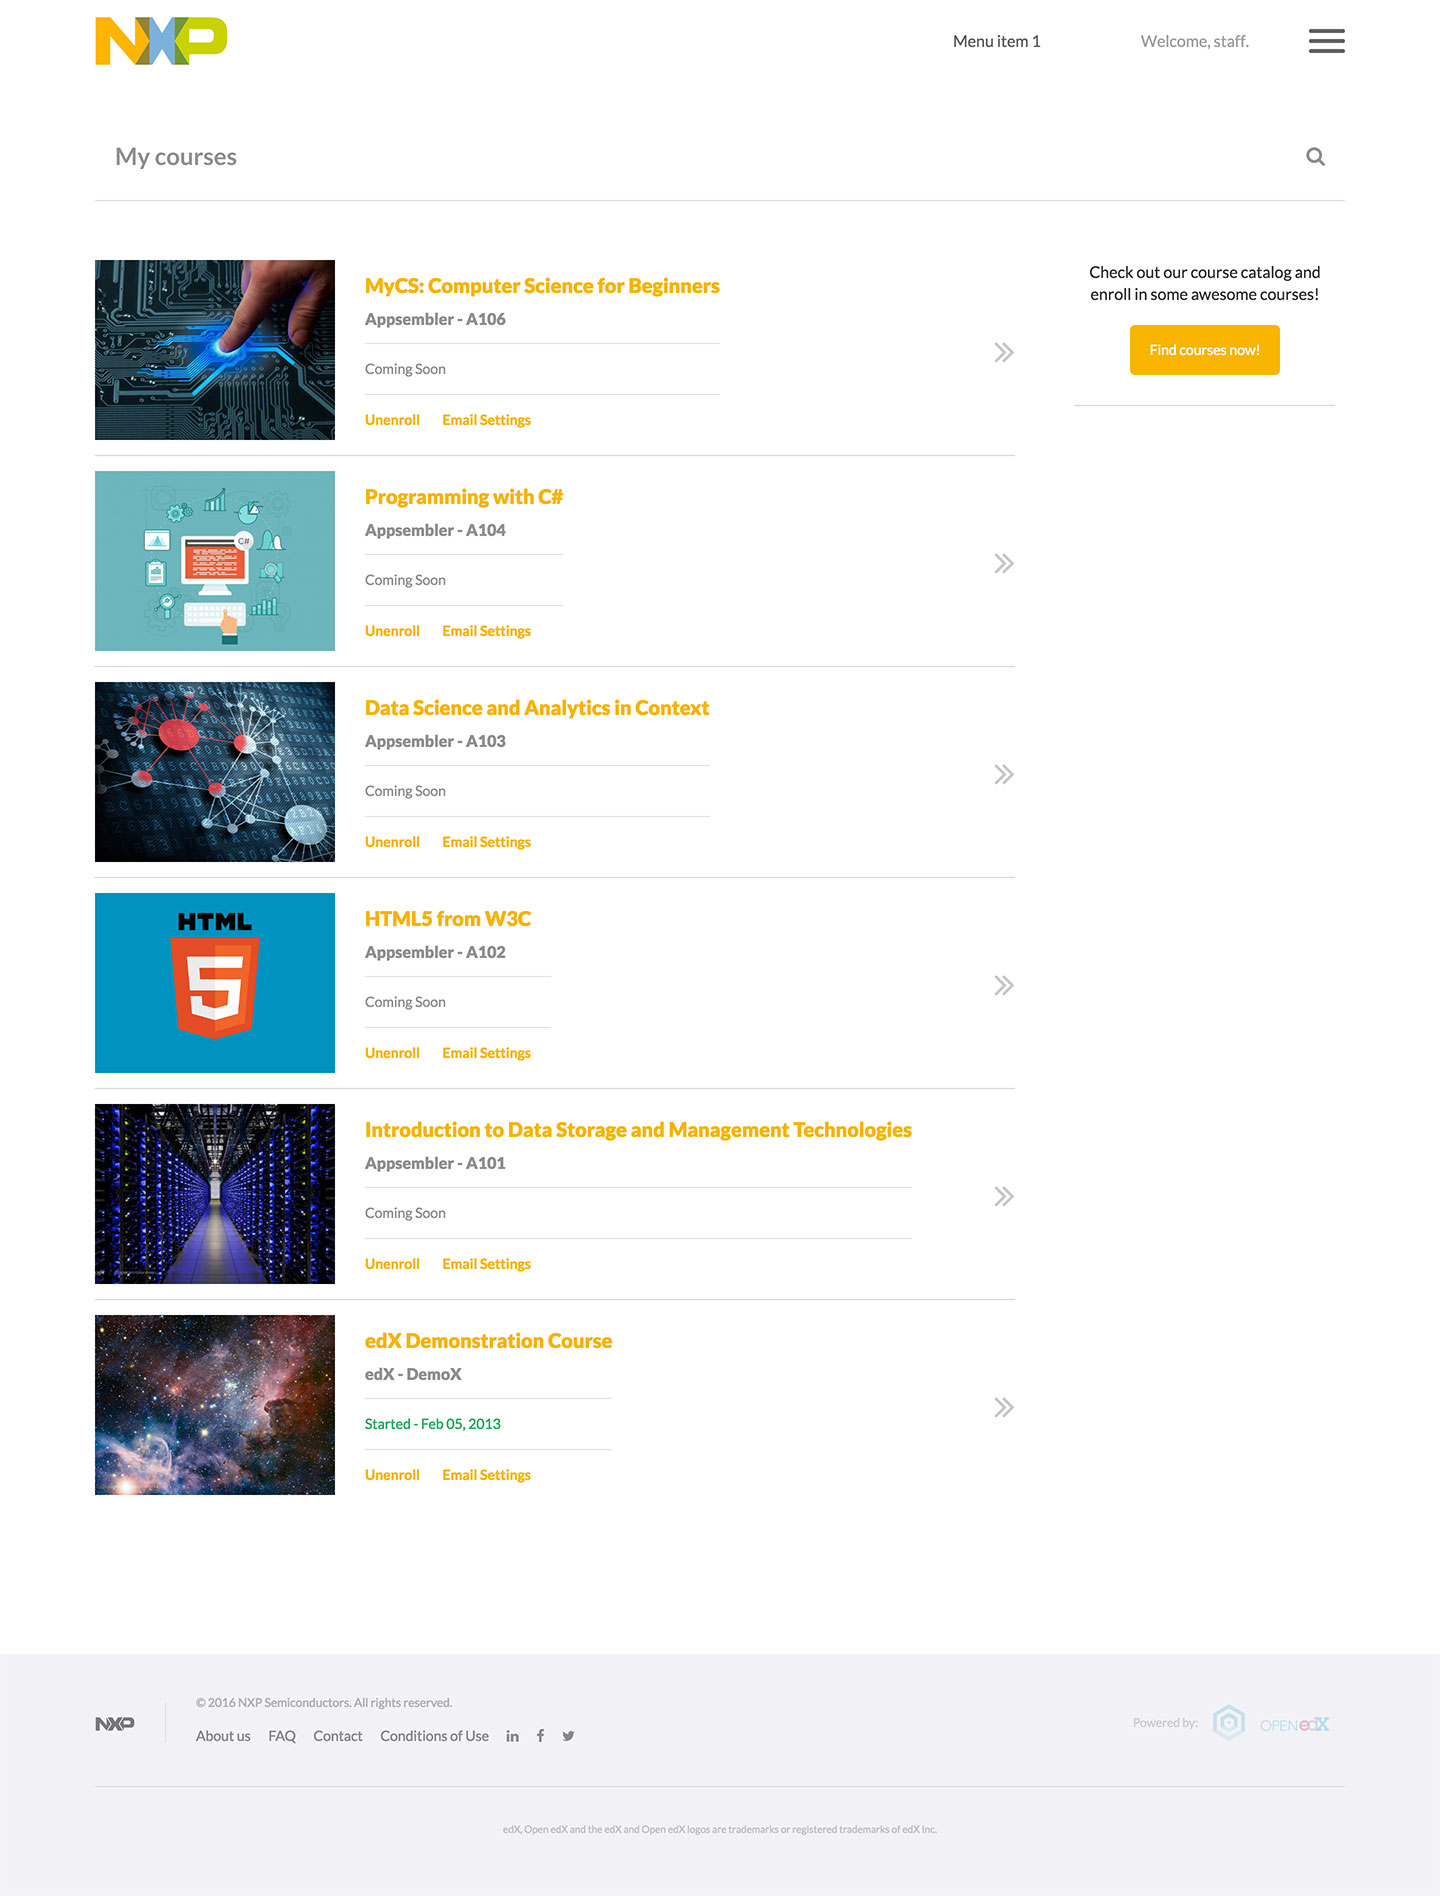 NXP
Menu item 1
Welcome, staff.
My courses
MyCS: Computer Science for Beginners
Appsembler - A106
Coming Soon
Unenroll Email Settings
Check out our course catalog and
enroll in some awesome courses!
Find courses now!
C#
Programming with C#
Appsembler - A104
Coming Soon
Unenroll Email Settings
Data Science and Analytics in Context
Appsembler - A103
Coming Soon
Unenroll Email Settings
HTML
5
HTML5 from W3C
Appsembler - A102
Coming Soon
Unenroll Email Settings
Introduction to Data Storage and Management Technologies
Appsembler - A101
Coming Soon
Unenroll Email Settings
edX Demonstration Course
edX - DemoX
Started - Feb 05, 2013
Unenroll Email Settings
NXP
© 2016 NXP Semiconductors. All rights reserved.
About us FAQ Contact Conditions of Use in f
Powered by: OPEN edX
edX, Open edX and the edX and Open edX logos are trademarks or registered trademarks of edX Inc.